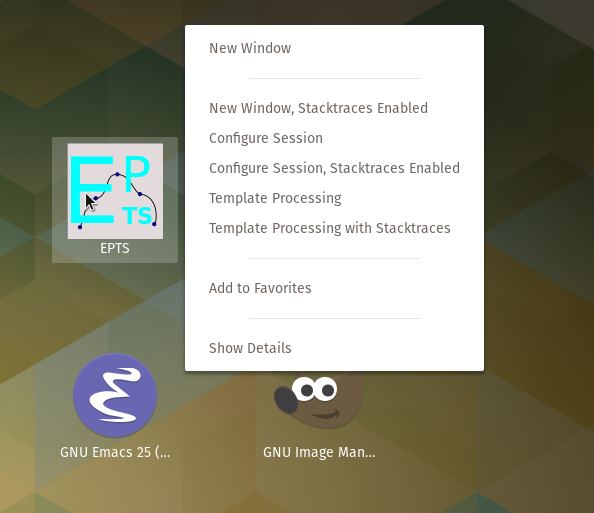 New Window
New Window, Stacktraces Enabled
Configure Session
Configure Session, Stacktraces Enabled
Template Processing
Template Processing with Stacktraces
Add to Favorites
Show Details
E P
TS
EPTS
GNU Emacs 25 (...
GNU Image Man...